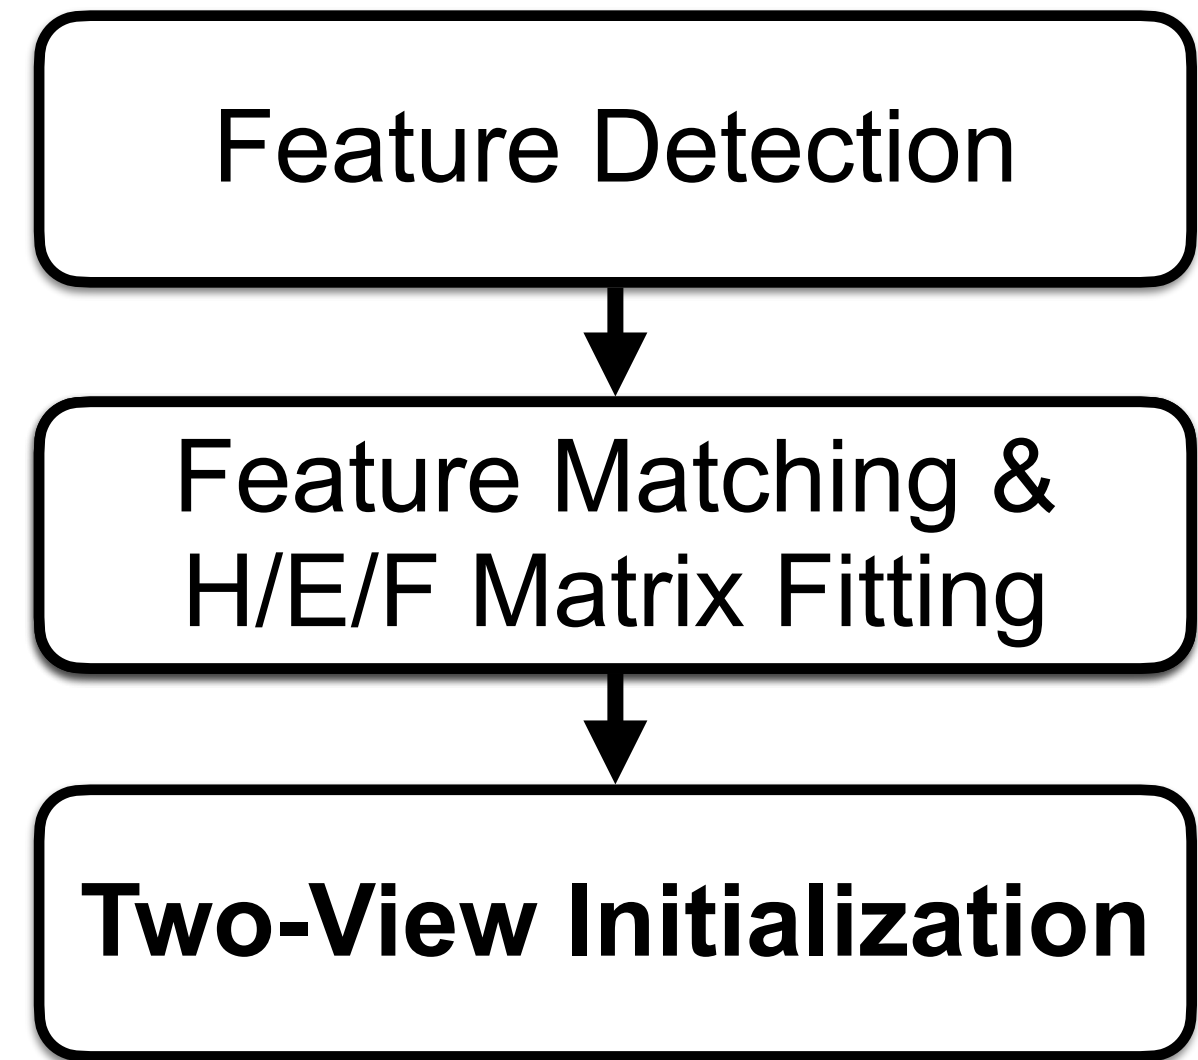 Feature Detection
Feature Matching &
H/E/F Matrix Fitting
Two-View Initialization